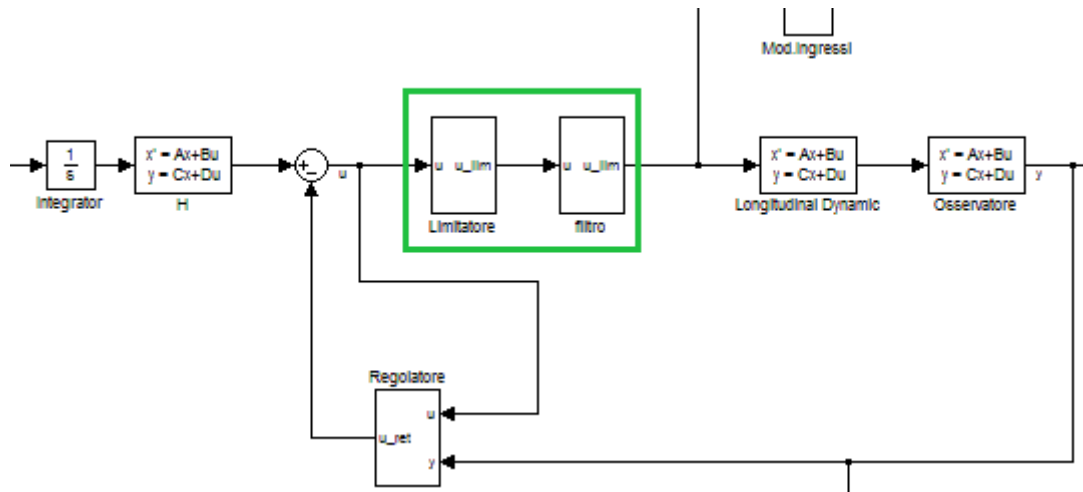 Mod.Ingressi
1
s
Integrator
x' = Ax+Bu
y = Cx+Du
H
+
-
u
u u_lim
Limitatore
u u_lim
filtro
x' = Ax+Bu
y = Cx+Du
Longitudinal Dynamic
x' = Ax+Bu
y = Cx+Du
Osservatore
y
Regolatore
u
u_ret
y